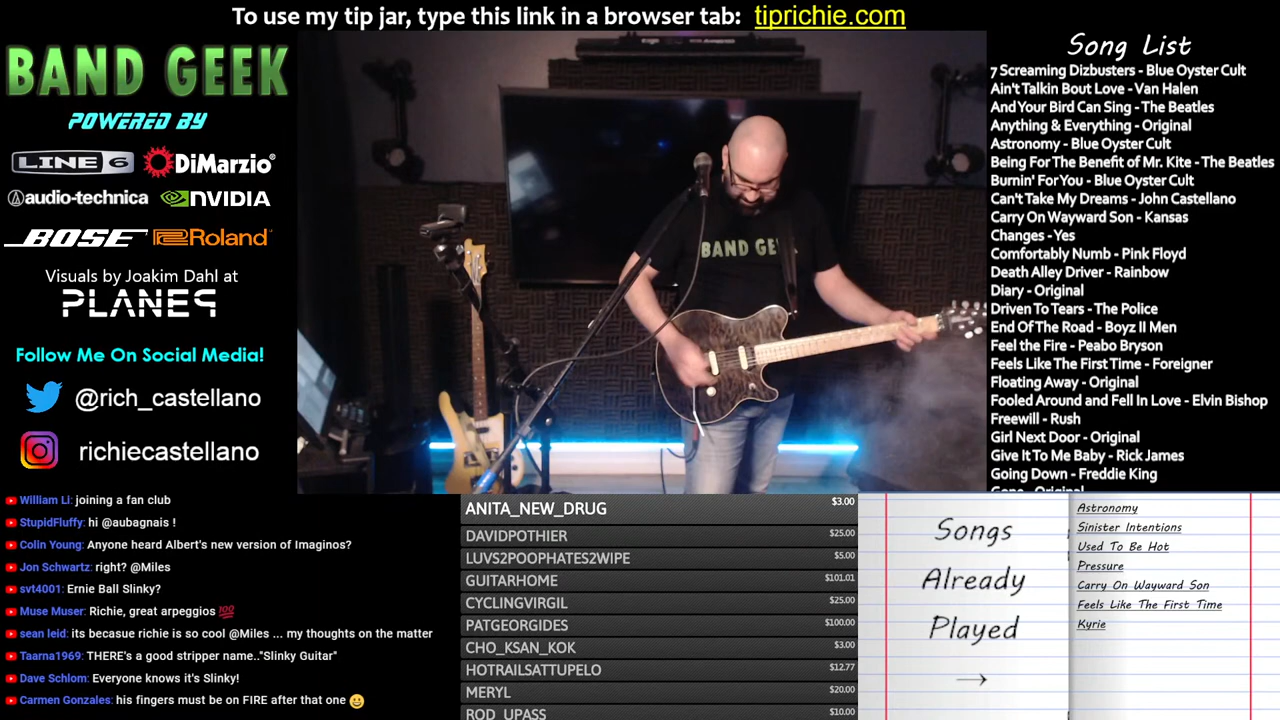 To use my tip jar, type this link in a browser tab: tiprichie.com
BAND GEEK
POWERED BY
LINE 6
DiMarzio®
audio-technica
NVIDIA
BOSE
Roland
Visuals by Joakim Dahl at
PLANE9
Follow Me On Social Media!
@rich_castellano
richiecastellano
BAND GEEK
Song List
7 Screaming Dizbusters - Blue Oyster Cult
Ain't Talkin Bout Love - Van Halen
And Your Bird Can Sing - The Beatles
Anything & Everything - Original
Astronomy - Blue Oyster Cult
Being For The Benefit of Mr. Kite - The Beatles
Burnin' For You - Blue Oyster Cult
Can't Take My Dreams - John Castellano
Carry On Wayward Son - Kansas
Changes - Yes
Comfortably Numb - Pink Floyd
Death Alley Driver - Rainbow
Diary - Original
Driven To Tears - The Police
End Of The Road - Boyz II Men
Feel the Fire - Peabo Bryson
Feels Like The First Time - Foreigner
Floating Away - Original
Fooled Around and Fell In Love - Elvin Bishop
Freewill - Rush
Girl Next Door - Original
Give It To Me Baby - Rick James
Going Down - Freddie King
Gone - Original
William Li: joining a fan club
StupidFluffy: hi @aubagnais !
Colin Young: Anyone heard Albert's new version of Imaginos?
Jon Schwartz: right? @Miles
svt4001: Ernie Ball Slinky?
Muse Muser: Richie, great arpeggios 💯
sean leid: its becasue richie is so cool @Miles ... my thoughts on the matter
Taarna1969: THERE's a good stripper name.."Slinky Guitar"
Dave Schlom: Everyone knows it's Slinky!
Carmen Gonzales: his fingers must be on FIRE after that one 😀
ANITA_NEW_DRUG $3.00
DAVIDPOTHIER $25.00
LUVS2POOPHATES2WIPE $5.00
GUITARHOME $101.01
CYCLINGVIRGIL $25.00
PATGEORGIDES $100.00
CHO_KSAN_KOK $3.00
HOTRAILSATTUPELO $12.77
MERYL $20.00
ROD_UPASS $10.00
Songs
Already
Played
→
Astronomy
Sinister Intentions
Used To Be Hot
Pressure
Carry On Wayward Son
Feels Like The First Time
Kyrie